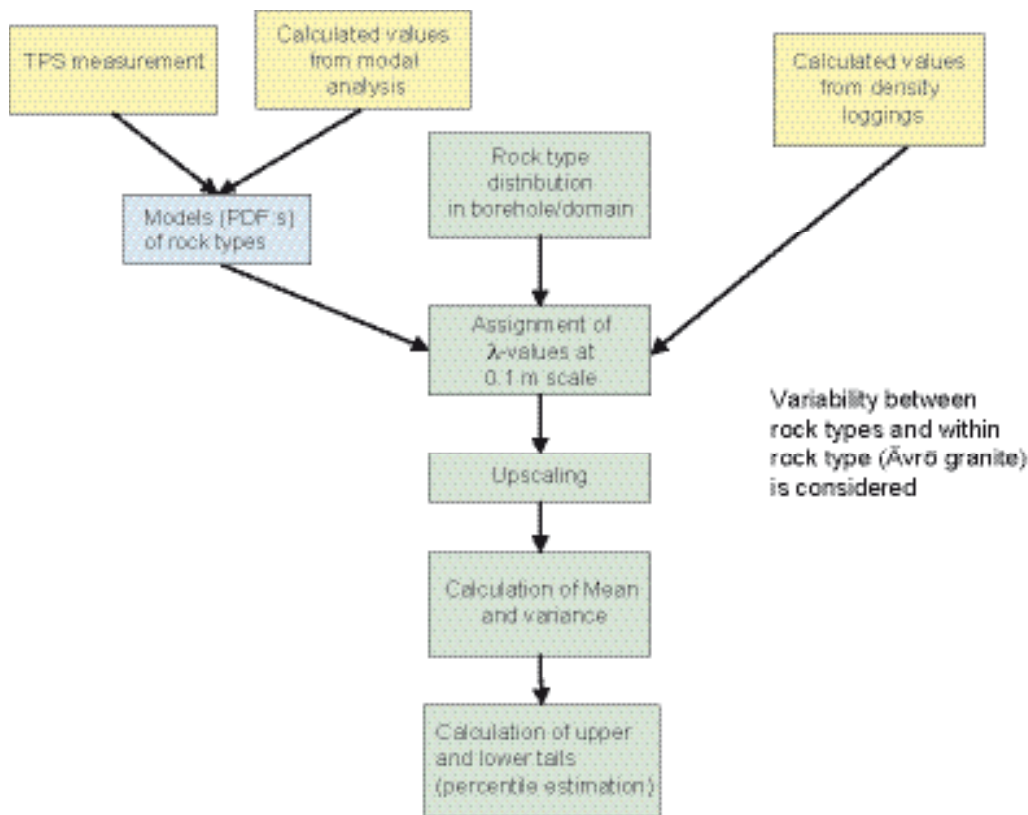 TPS measurement
Calculated values
from modal
analysis
Calculated values
from density
loggings
Rock type
distribution
in borehole/domain
Models (PDF:s)
of rock types
Assignment of
λ-values at
0.1 m scale
Variability between
rock types and within
rock type (Ävrö granite)
is considered
Upscaling
Calculation of Mean
and variance
Calculation of upper
and lower tails
(percentile estimation)